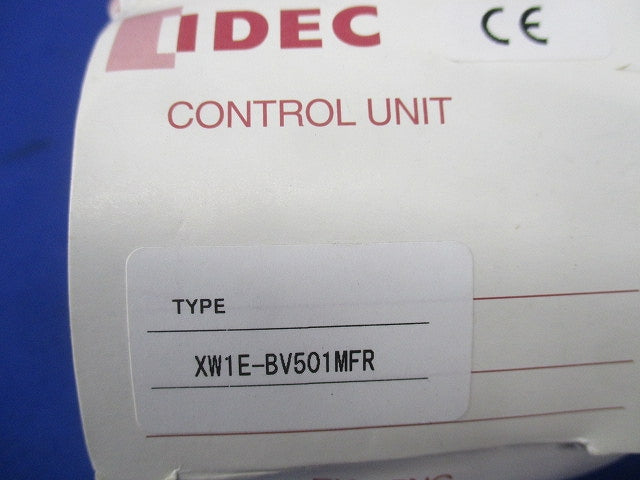 IDEC
CE
CONTROL UNIT
TYPE
XW1E-BV501MFR